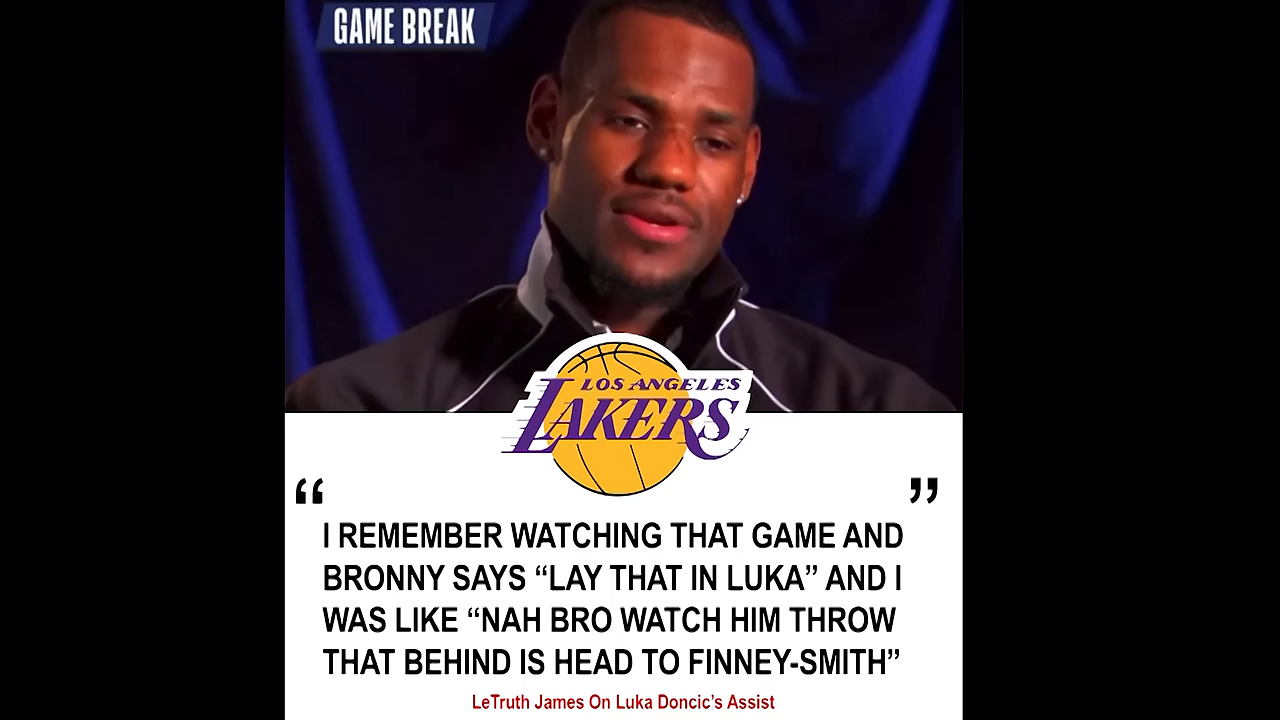 GAME BREAK
LOS ANGELES
LAKERS
“ ”
I REMEMBER WATCHING THAT GAME AND
BRONNY SAYS “LAY THAT IN LUKA” AND I
WAS LIKE “NAH BRO WATCH HIM THROW
THAT BEHIND IS HEAD TO FINNEY-SMITH”
LeTruth James On Luka Doncic’s Assist